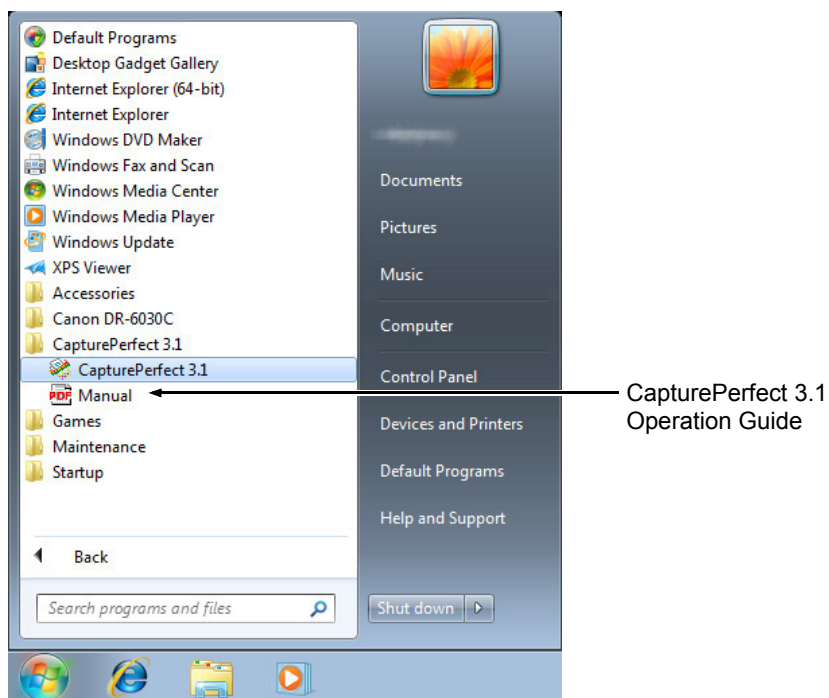 Default Programs
Desktop Gadget Gallery
Internet Explorer (64-bit)
Internet Explorer
Windows DVD Maker
Windows Fax and Scan
Windows Media Center
Windows Media Player
Windows Update
XPS Viewer
Accessories
Canon DR-6030C
CapturePerfect 3.1
CapturePerfect 3.1
PDF Manual
Games
Maintenance
Startup
Back
Search programs and files
Documents
Pictures
Music
Computer
Control Panel
Devices and Printers
Default Programs
Help and Support
Shut down
CapturePerfect 3.1
Operation Guide